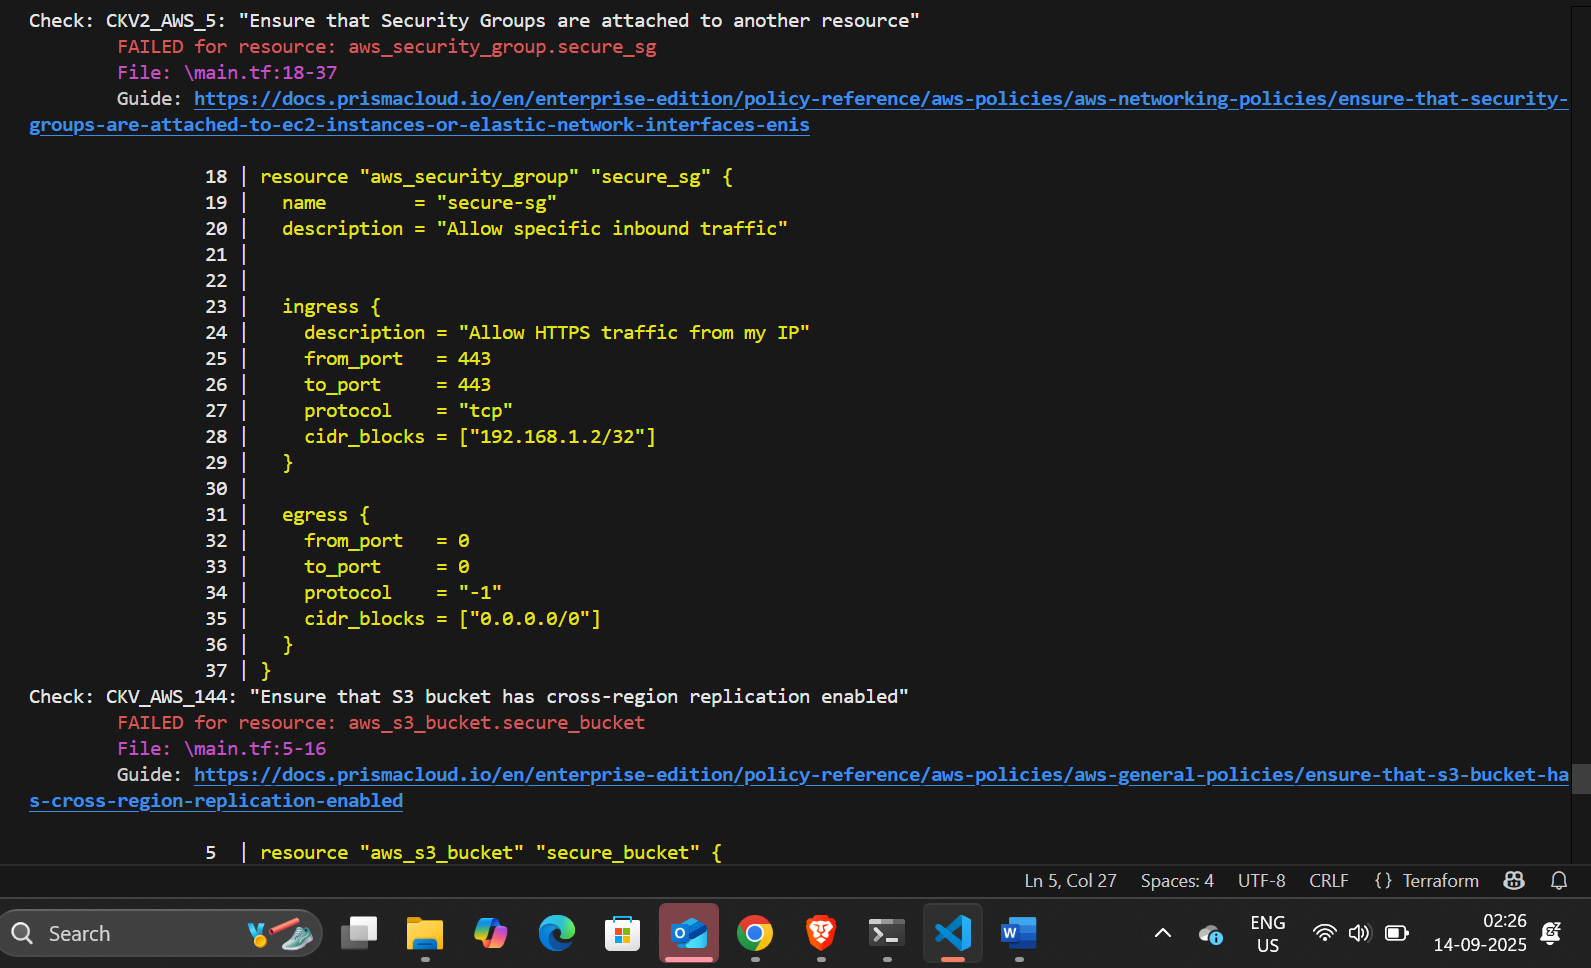 Check: CKV2_AWS_5: "Ensure that Security Groups are attached to another resource"
FAILED for resource: aws_security_group.secure_sg
File: \main.tf:18-37
Guide: https://docs.prismacloud.io/en/enterprise-edition/policy-reference/aws-policies/aws-networking-policies/ensure-that-security-
groups-are-attached-to-ec2-instances-or-elastic-network-interfaces-enis
18 | resource "aws_security_group" "secure_sg" {
19 |   name        = "secure-sg"
20 |   description = "Allow specific inbound traffic"
21 |
22 |
23 |   ingress {
24 |     description = "Allow HTTPS traffic from my IP"
25 |     from_port   = 443
26 |     to_port     = 443
27 |     protocol    = "tcp"
28 |     cidr_blocks = ["192.168.1.2/32"]
29 |   }
30 |
31 |   egress {
32 |     from_port   = 0
33 |     to_port     = 0
34 |     protocol    = "-1"
35 |     cidr_blocks = ["0.0.0.0/0"]
36 |   }
37 | }
Check: CKV_AWS_144: "Ensure that S3 bucket has cross-region replication enabled"
FAILED for resource: aws_s3_bucket.secure_bucket
File: \main.tf:5-16
Guide: https://docs.prismacloud.io/en/enterprise-edition/policy-reference/aws-policies/aws-general-policies/ensure-that-s3-bucket-ha
s-cross-region-replication-enabled
5  | resource "aws_s3_bucket" "secure_bucket" {
Ln 5, Col 27 Spaces: 4 UTF-8 CRLF {} Terraform
Search
ENG
US
02:26
14-09-2025